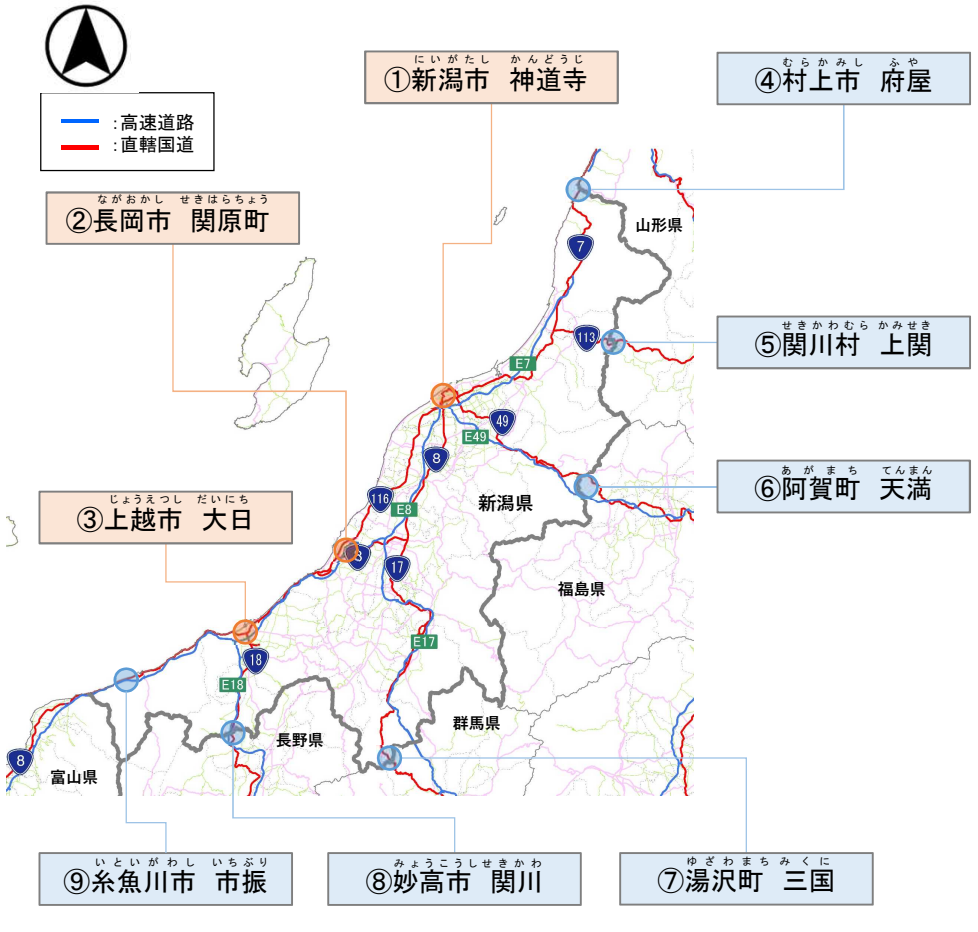 にいがたし かんどうじ
①新潟市 神道寺
むらかみし ふや
④村上市 府屋
:高速道路
:直轄国道
ながおかし せきはらちょう
②長岡市 関原町
山形県
7
せきかわむら かみせき
⑤関川村 上関
113
E7
49
E49
8
あがまち てんまん
⑥阿賀町 天満
116
E8
新潟県
じょうえつし だいにち
③上越市 大日
8
17
福島県
E17
18
E18
群馬県
長野県
8
富山県
いといがわし いちぶり
⑨糸魚川市 市振
みょうこうしせきかわ
⑧妙高市 関川
ゆざわまちみくに
⑦湯沢町 三国